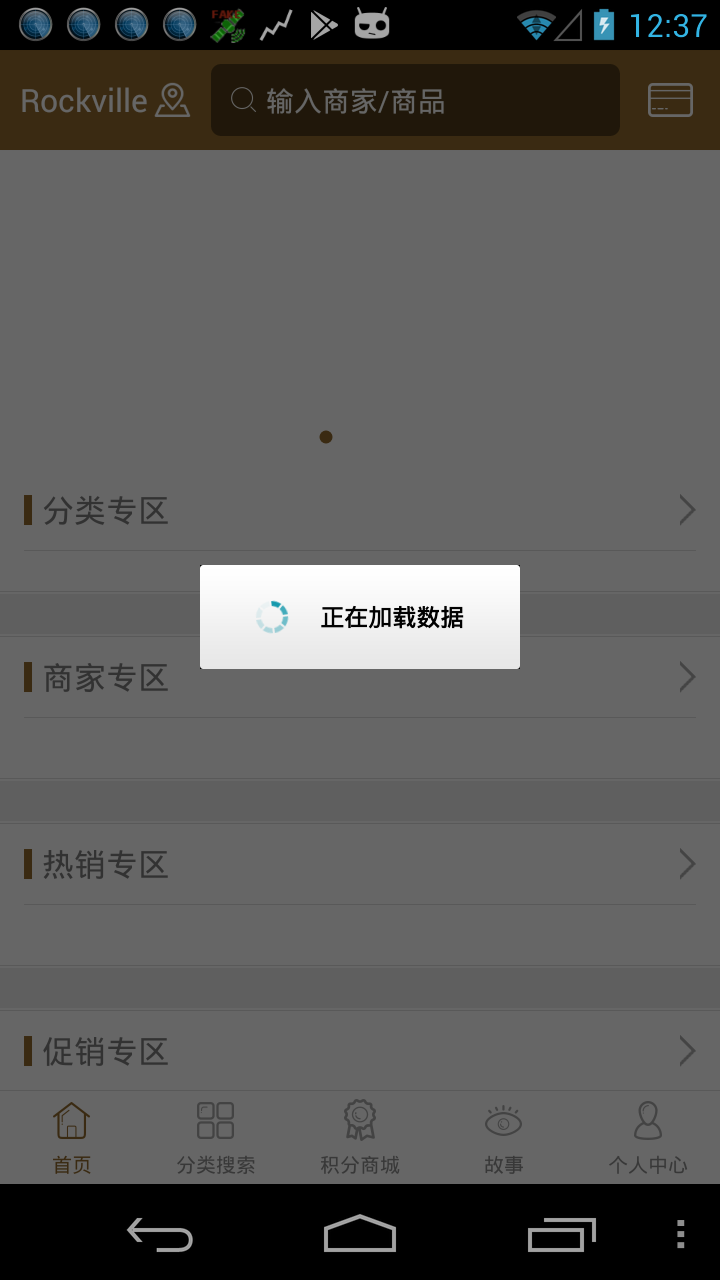 FAKE
12:37
Rockville
输入商家/商品
分类专区
正在加载数据
商家专区
热销专区
促销专区
首页
分类搜索
积分商城
故事
个人中心